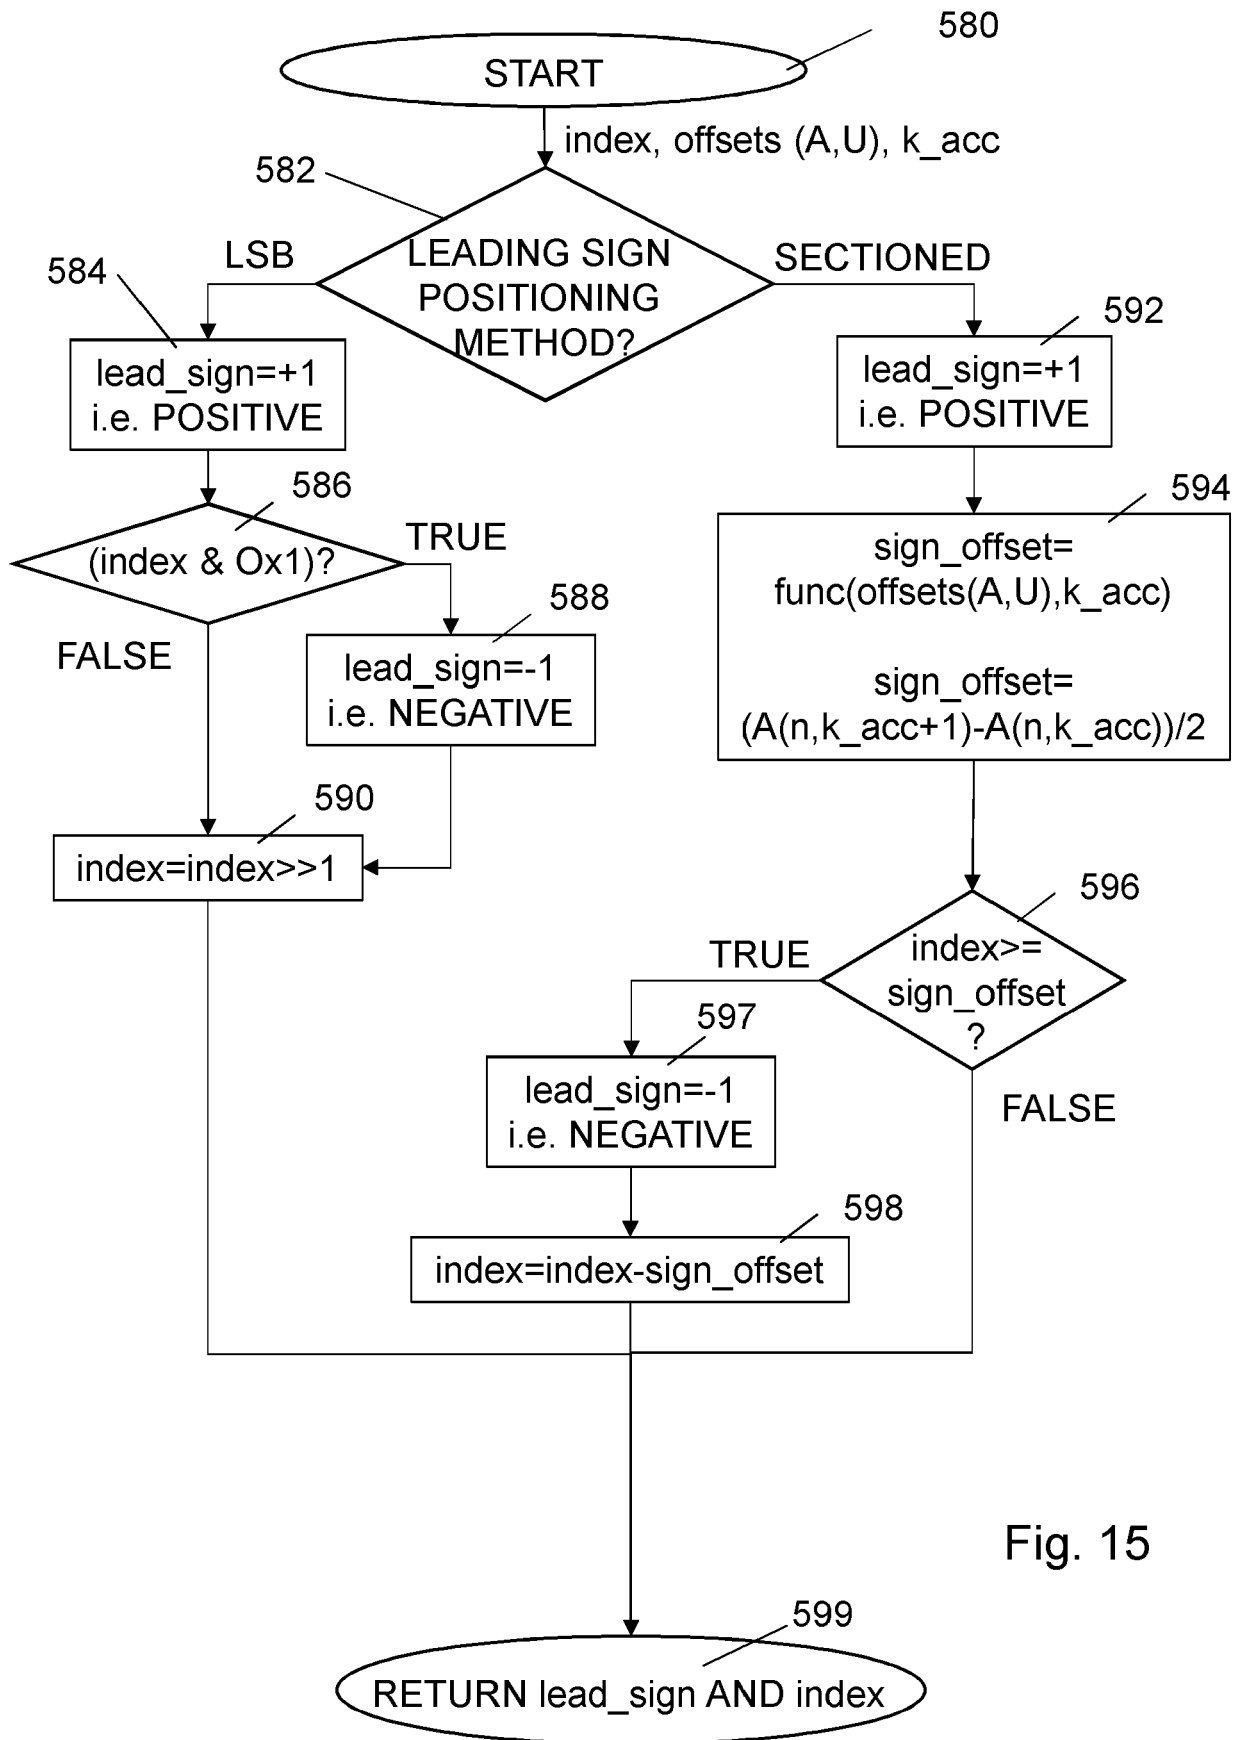 580
START
index, offsets (A,U), k_acc
582
LEADING SIGN
POSITIONING
METHOD?
LSB
SECTIONED
584
lead_sign=+1
i.e. POSITIVE
586
(index & Ox1)?
TRUE
FALSE
588
lead_sign=-1
i.e. NEGATIVE
590
index=index>>1
592
lead_sign=+1
i.e. POSITIVE
594
sign_offset=
func(offsets(A,U),k_acc)
sign_offset=
(A(n,k_acc+1)-A(n,k_acc))/2
596
index>=
sign_offset
?
TRUE
FALSE
597
lead_sign=-1
i.e. NEGATIVE
598
index=index-sign_offset
Fig. 15
599
RETURN lead_sign AND index